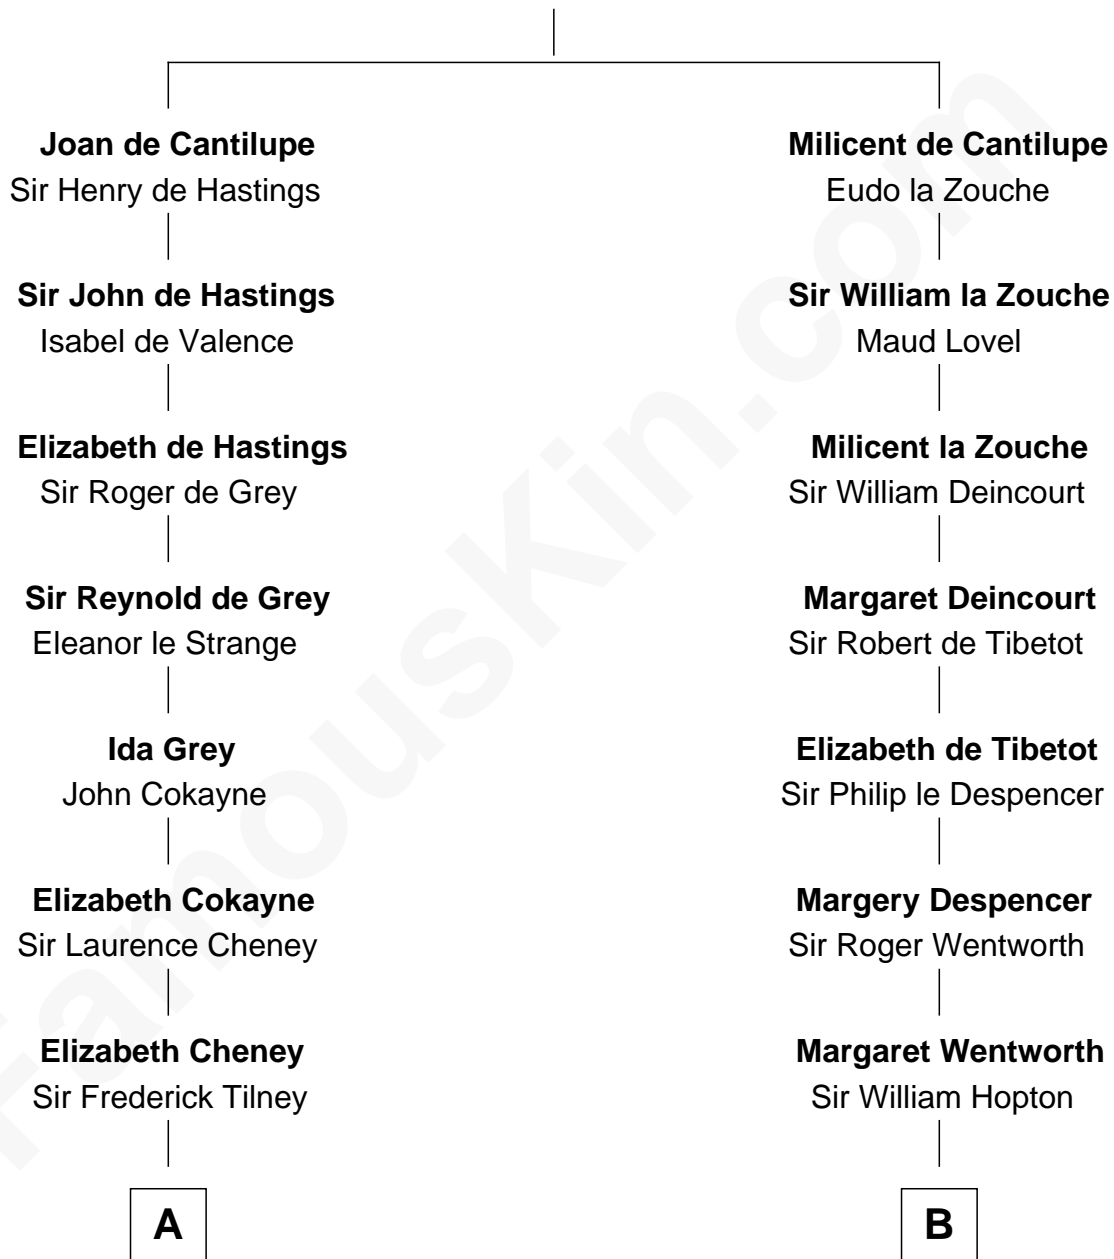 Joan de Cantilupe
Sir Henry de Hastings
Sir John de Hastings
Isabel de Valence
Elizabeth de Hastings
Sir Roger de Grey
Sir Reynold de Grey
Eleanor le Strange
Ida Grey
John Cokayne
Elizabeth Cokayne
Sir Laurence Cheney
Elizabeth Cheney
Sir Frederick Tilney
A
Milicent de Cantilupe
Eudo la Zouche
Sir William la Zouche
Maud Lovel
Milicent la Zouche
Sir William Deincourt
Margaret Deincourt
Sir Robert de Tibetot
Elizabeth de Tibetot
Sir Philip le Despencer
Margery Despencer
Sir Roger Wentworth
Margaret Wentworth
Sir William Hopton
B
FamousKin.com